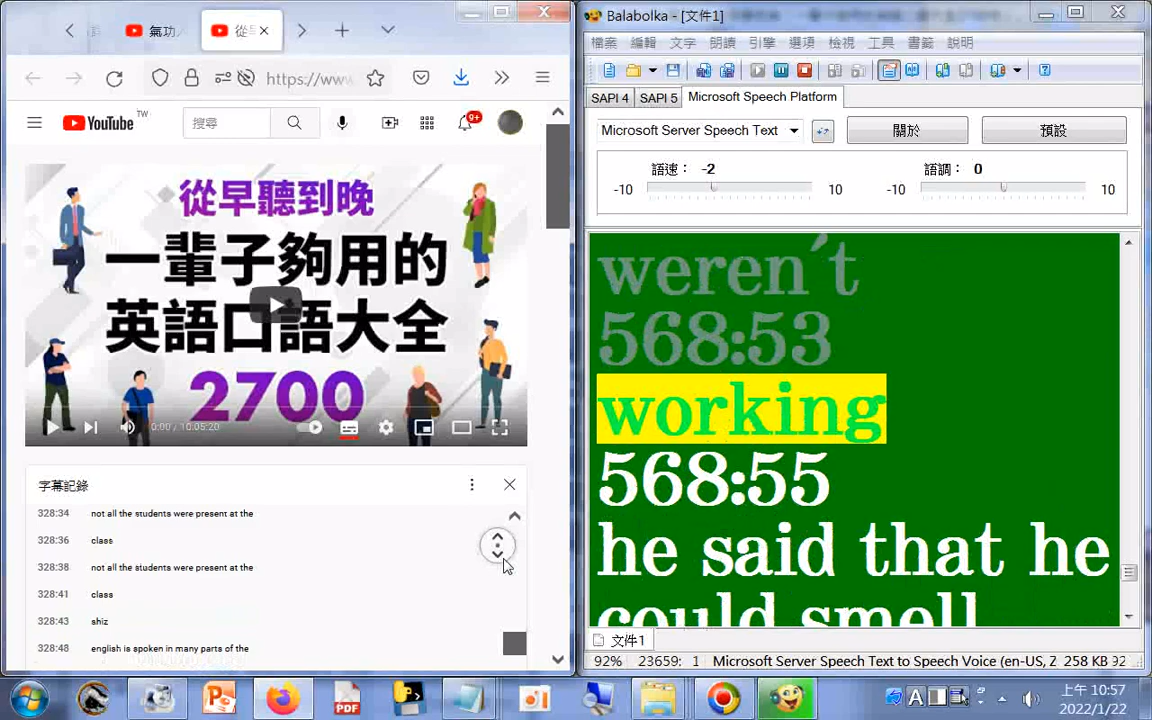 氣功
從
https://www
YouTube TW
搜尋
9+
從早聽到晚
一輩子夠用的
英語口語大全
2700
0:00 / 10:05:20
字幕記錄
328:34 not all the students were present at the
328:36 class
328:38 not all the students were present at the
328:41 class
328:43 shiz
328:48 english is spoken in many parts of the
Balabolka - [文件1]
檔案 編輯 文字 朗讀 引擎 選項 檢視 工具 書籤 說明
SAPI 4 SAPI 5 Microsoft Speech Platform
Microsoft Server Speech Text 關於 預設
語速： -2 語調： 0
-10 10 -10 10
weren't
568:53
working
568:55
he said that he
could smell
文件1
92% 23659: 1 Microsoft Server Speech Text to Speech Voice (en-US, Z 258 KB 92
PDF
A
上午 10:57
2022/1/22